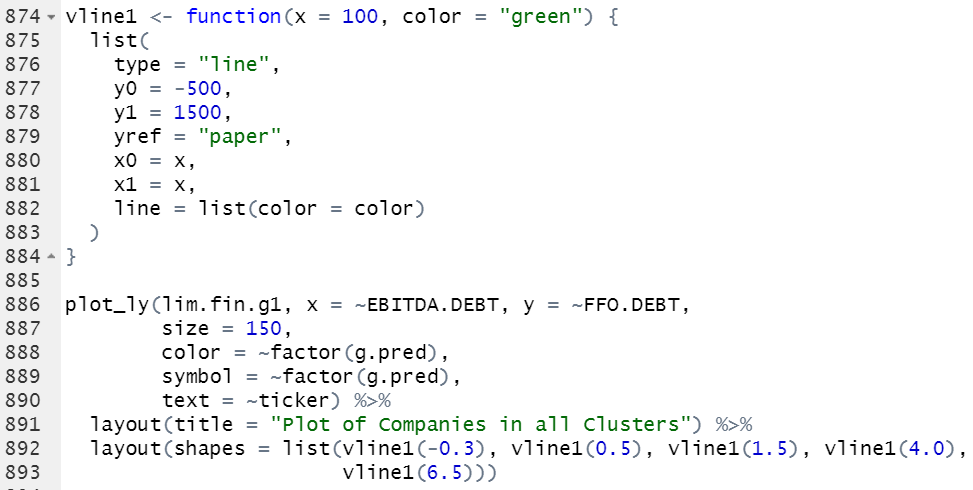 874 vline1 <- function(x = 100, color = "green") {
875   list(
876     type = "line",
877     y0 = -500,
878     y1 = 1500,
879     yref = "paper",
880     x0 = x,
881     x1 = x,
882     line = list(color = color)
883   )
884 }
885
886 plot_ly(lim.fin.g1, x = ~EBITDA.DEBT, y = ~FFO.DEBT,
887         size = 150,
888         color = ~factor(g.pred),
889         symbol = ~factor(g.pred),
890         text = ~ticker) %>%
891   layout(title = "Plot of Companies in all Clusters") %>%
892   layout(shapes = list(vline1(-0.3), vline1(0.5), vline1(1.5), vline1(4.0),
893                        vline1(6.5)))